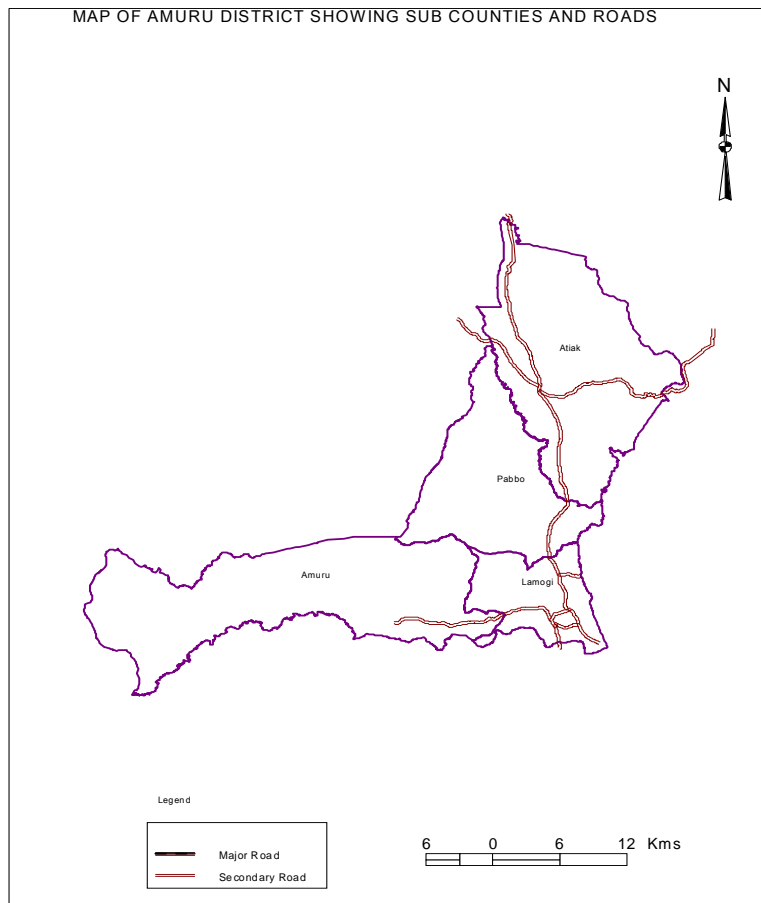 MAP OF AMURU DISTRICT SHOWING SUB COUNTIES AND ROADS
N
Atiak
Pabbo
Amuru
Lamogi
Legend
Major Road
Secondary Road
6 0 6 12 Kms